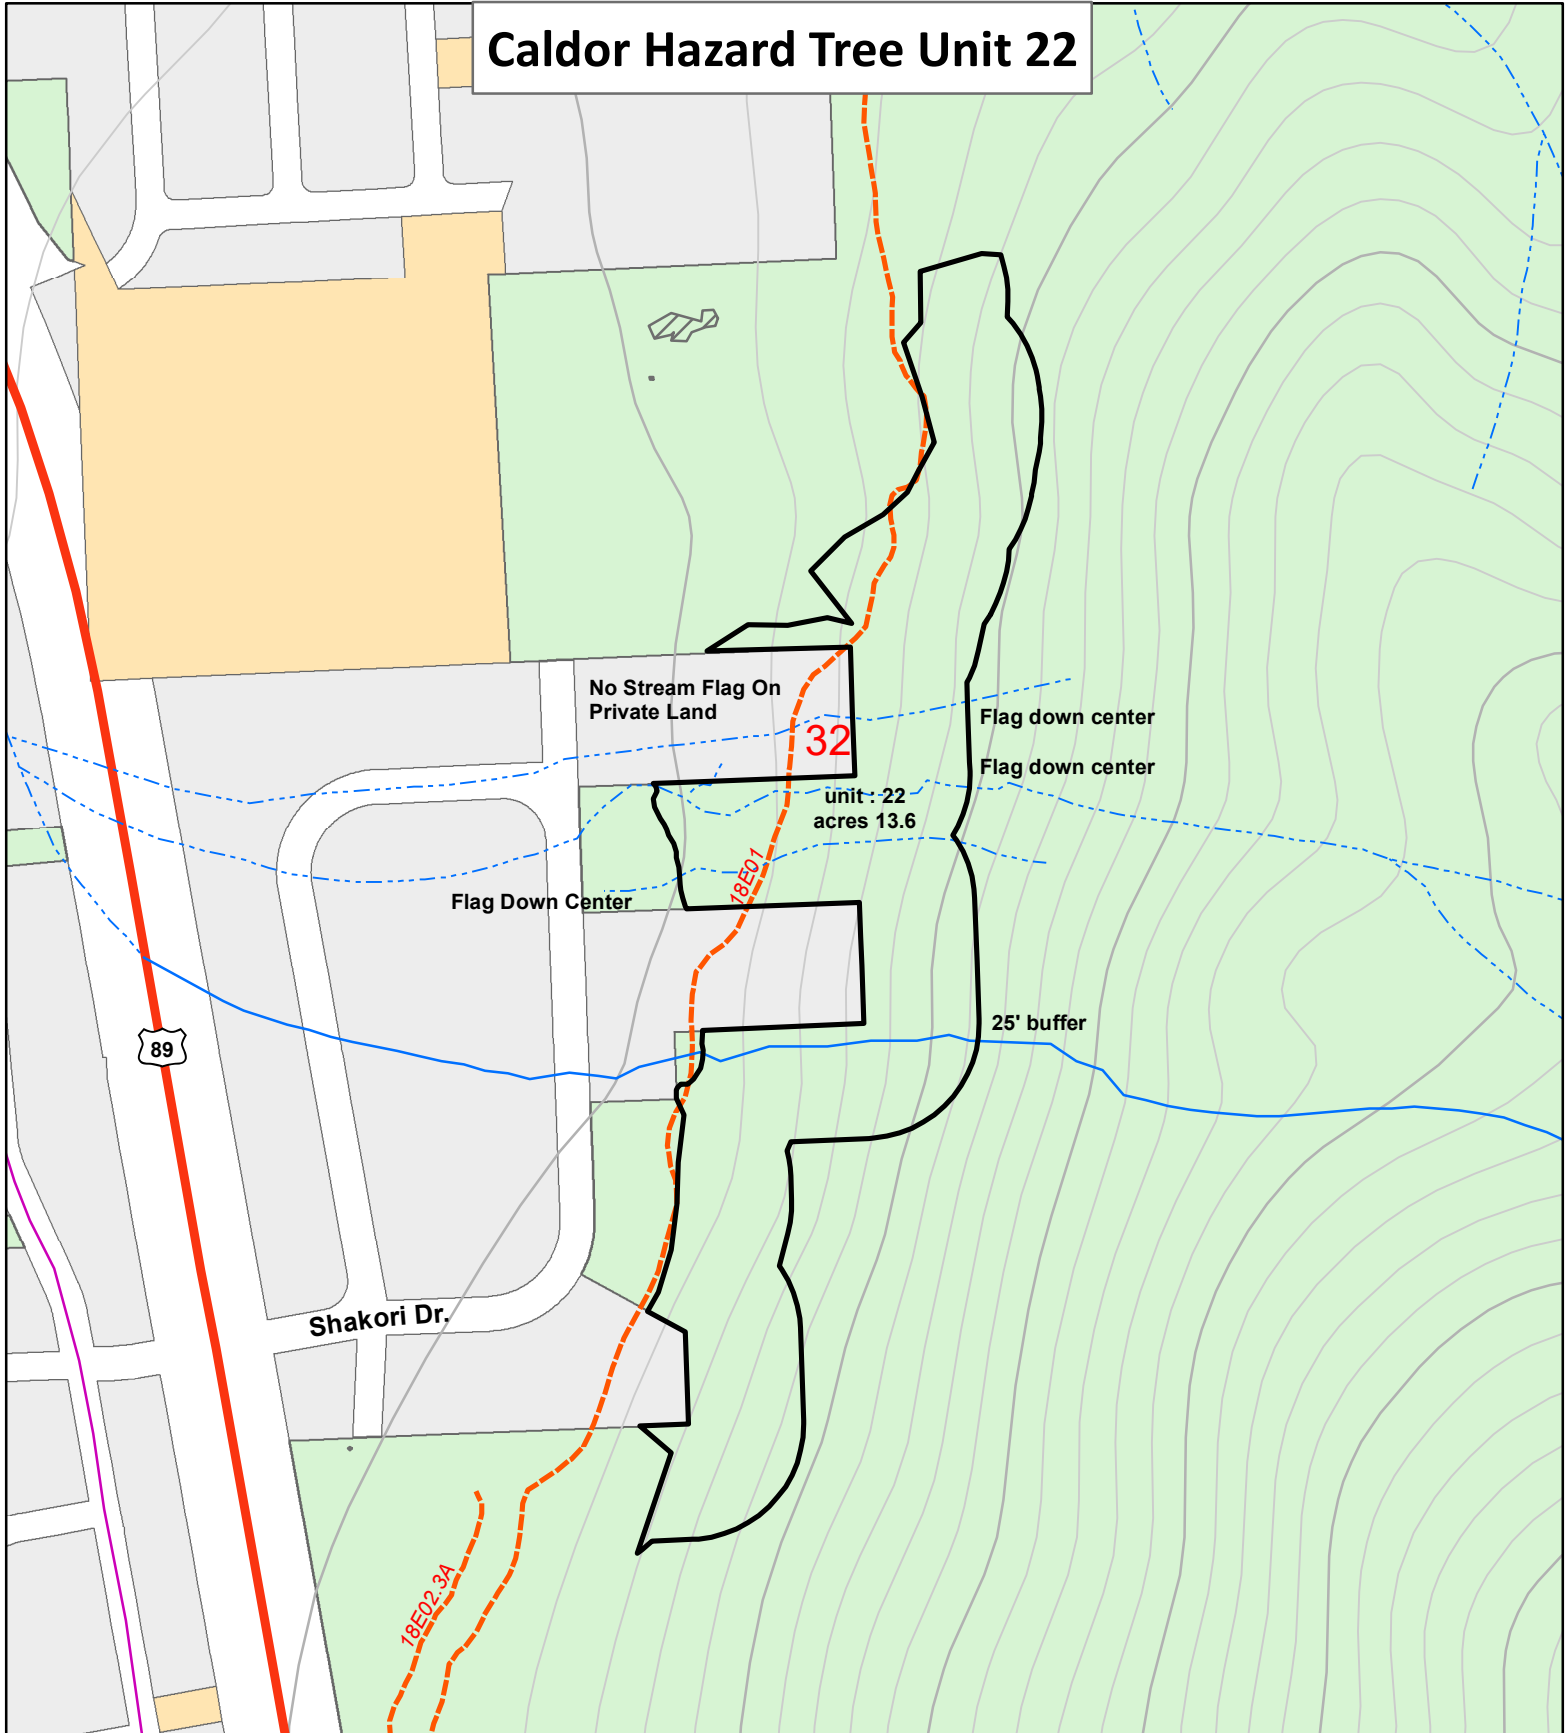 Caldor Hazard Tree Unit 22
No Stream Flag On
Private Land
Flag down center
32
Flag down center
unit : 22
acres 13.6
18E01
Flag Down Center
25' buffer
89
Shakori Dr.
18E02.3A